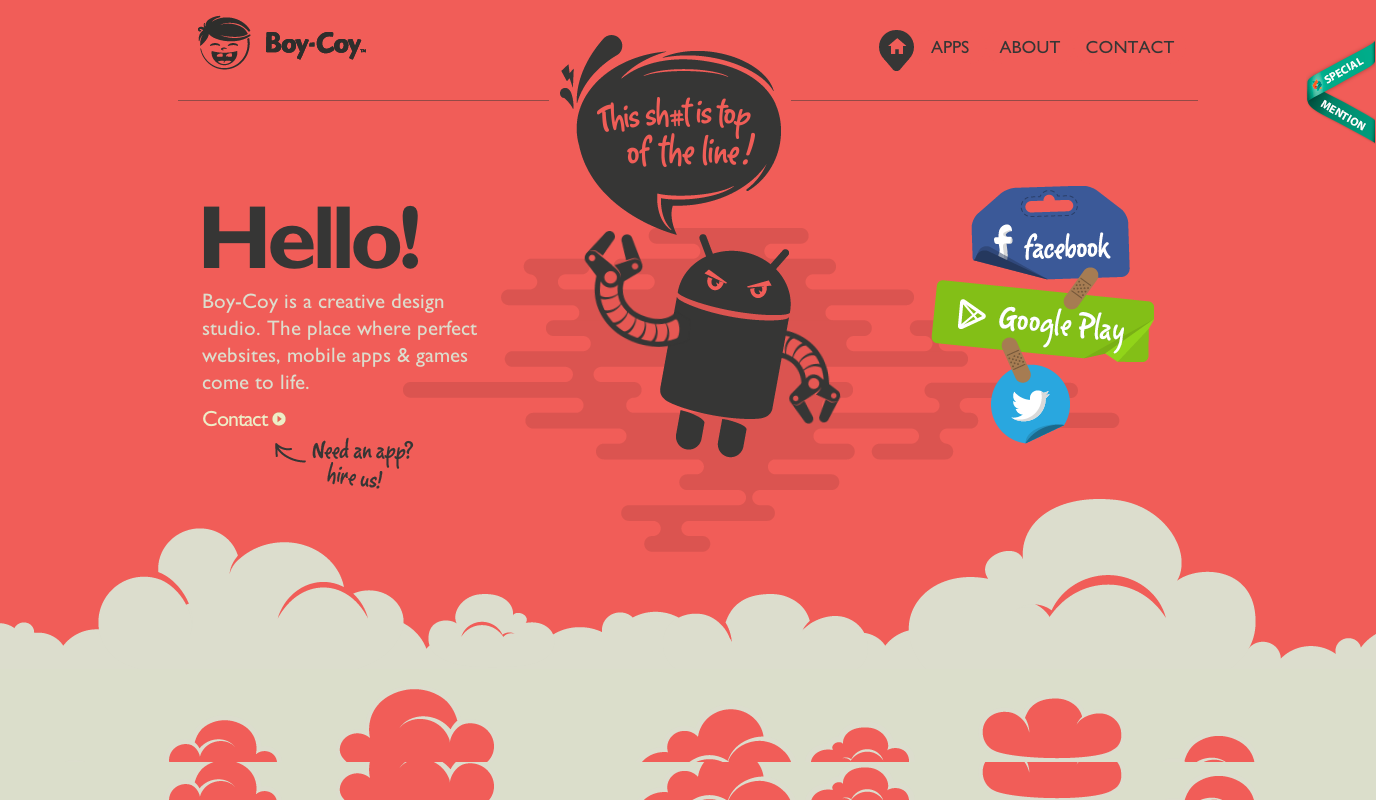 Boy-Coy™
APPS
ABOUT
CONTACT
SPECIAL
MENTION
This sh#t is top
of the line!
Hello!
Boy-Coy is a creative design
studio. The place where perfect
websites, mobile apps & games
come to life.
Contact
Need an app?
hire us!
f facebook
Google Play